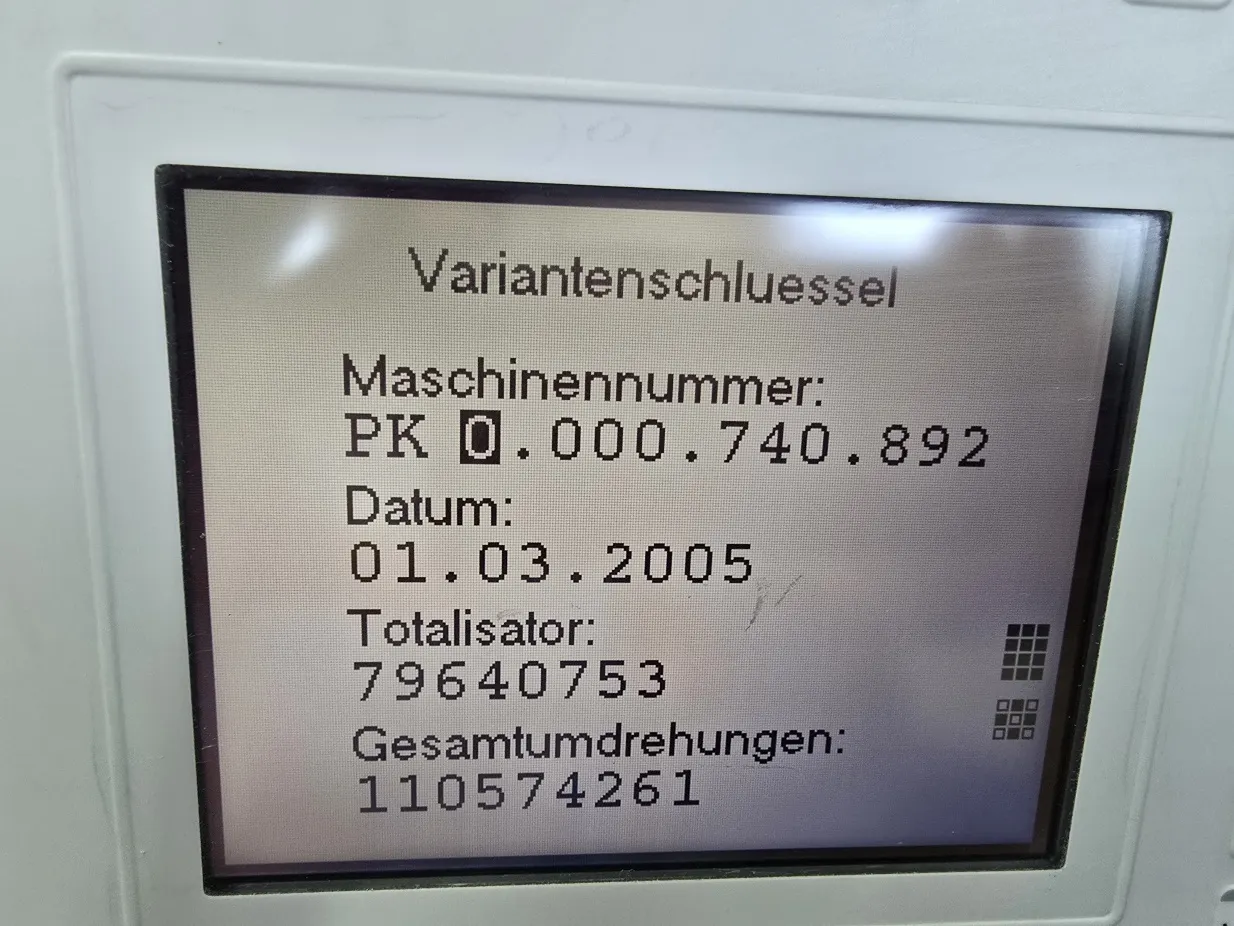 Variantenschluessel
Maschinennummer:
PK 0.000.740.892
Datum:
01.03.2005
Totalisator:
79640753
Gesamtumdrehungen:
110574261